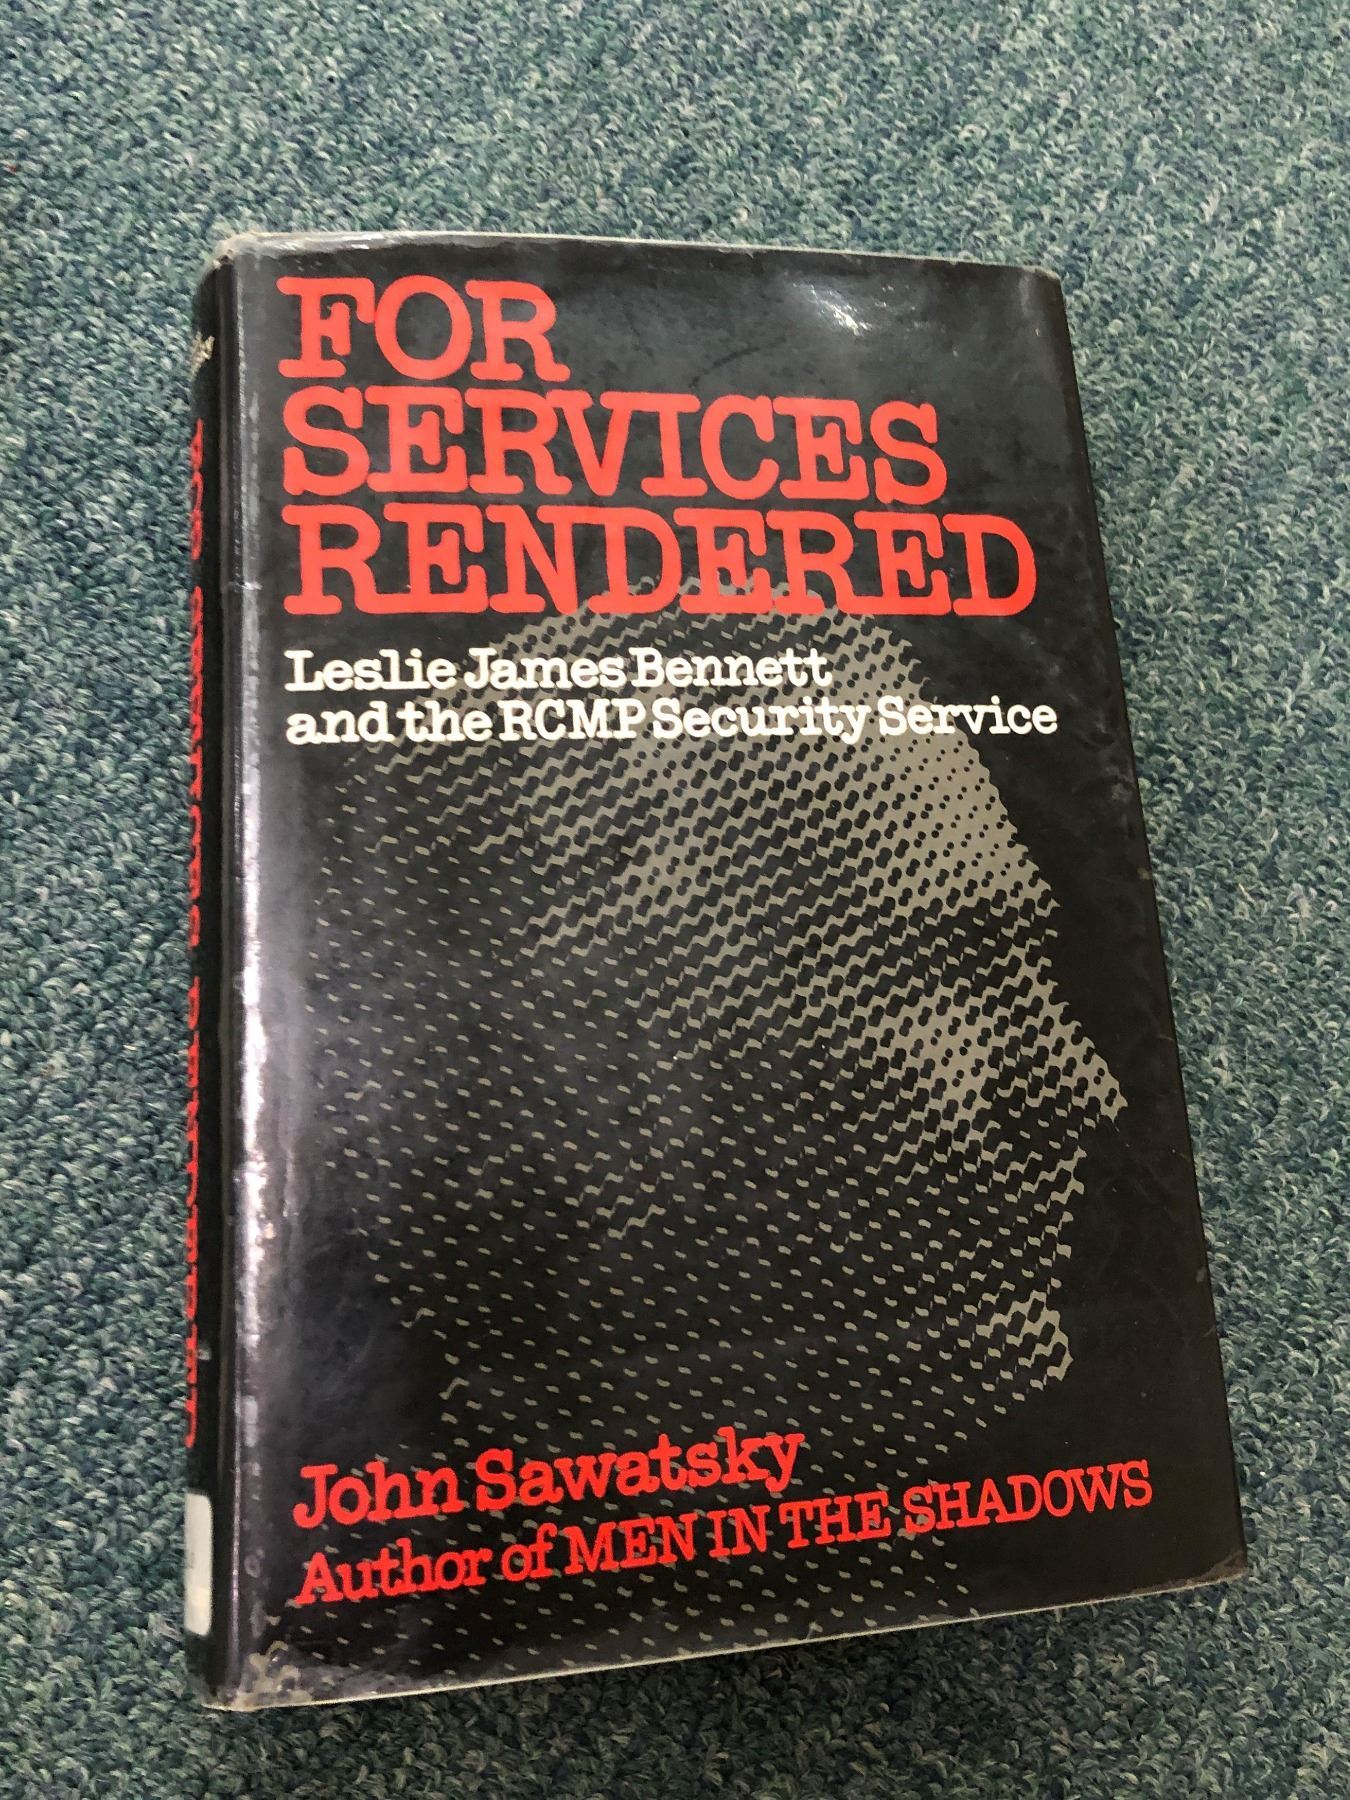 FOR
SERVICES
RENDERED
Leslie James Bennett
and the RCMP Security Service
John Sawatsky
Author of MEN IN THE SHADOWS